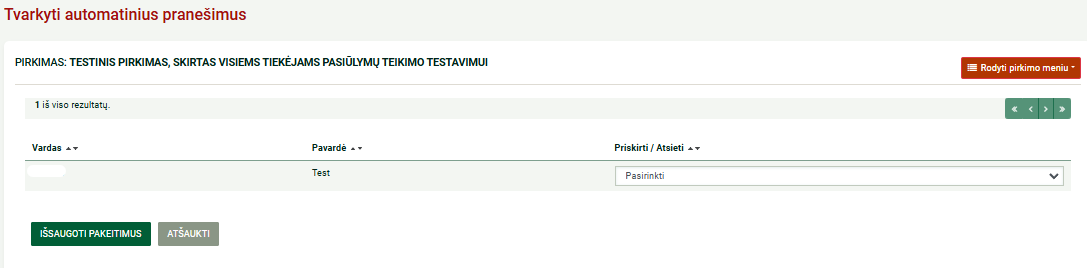 Tvarkyti automatinius pranešimus
PIRKIMAS: TESTINIS PIRKIMAS, SKIRTAS VISIEMS TIEKĖJAMS PASIŪLYMŲ TEIKIMO TESTAVIMUI
Rodyti pirkimo meniu
1 iš viso rezultatų.
Vardas Pavardė Priskirti / Atsieti
Test Pasirinkti
IŠSAUGOTI PAKEITIMUS ATŠAUKTI